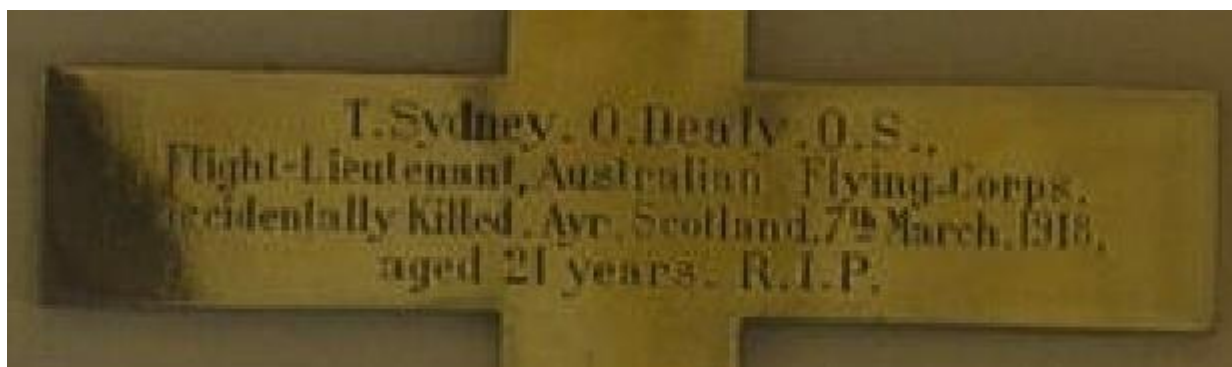 T. Sydney. O. Dealy. O.S.,
Flight-Lieutenant, Australian Flying Corps.
Accidentally Killed. Ayr. Scotland. 7th March. 1918.
aged 21 years. R.I.P.